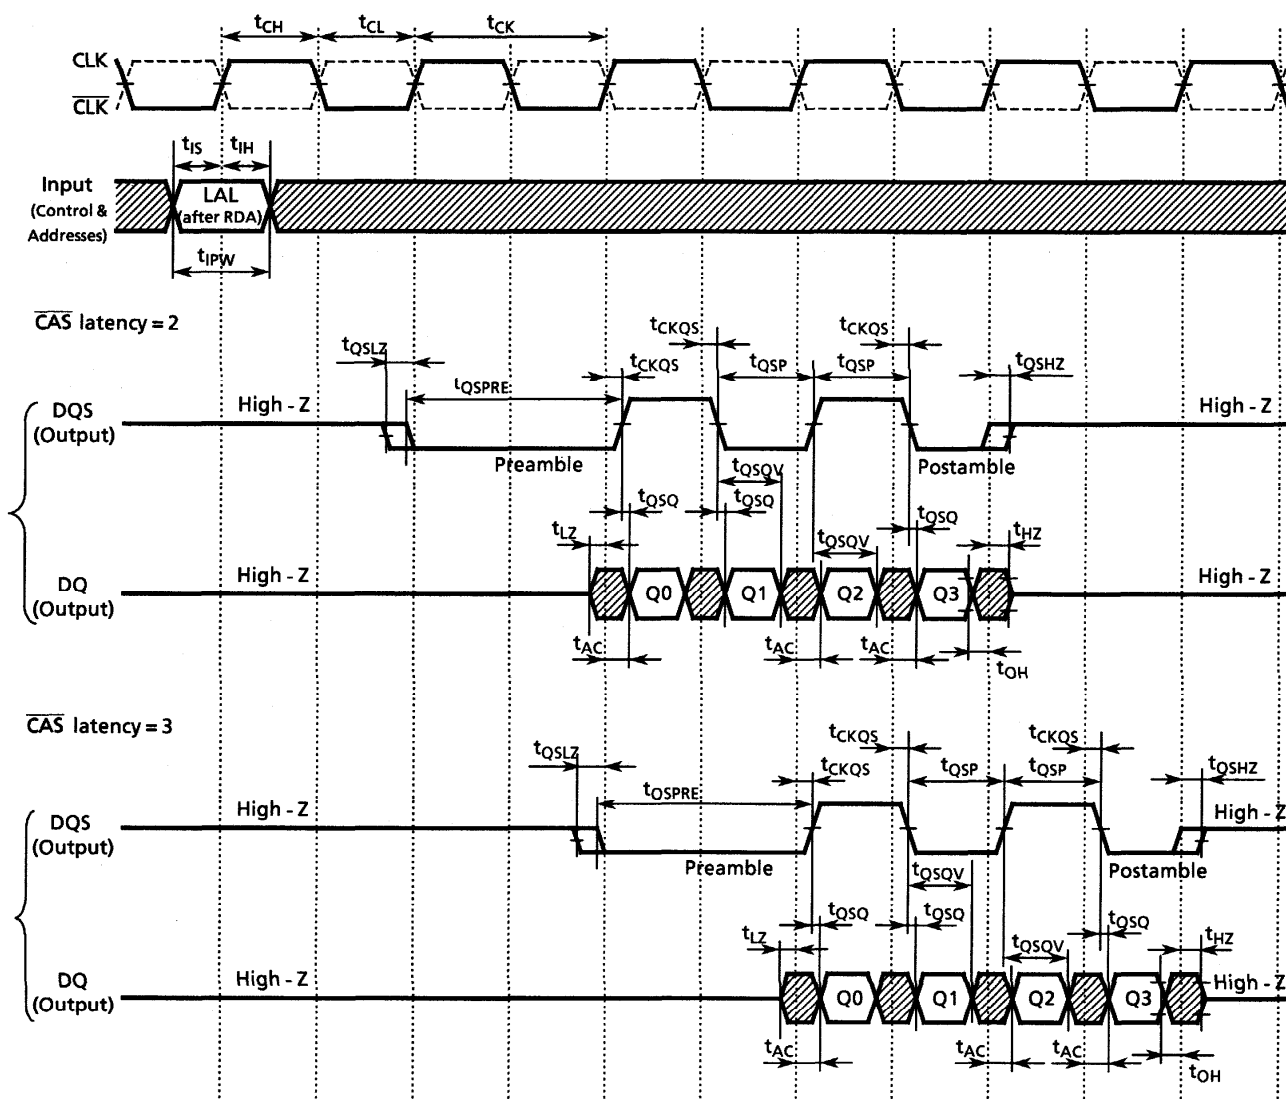 tCH tCL tCK
CLK
CLK
tIS tIH
Input
(Control &
Addresses)
LAL
(after RDA)
tIPW
CAS latency = 2
tCKQS tCKQS
tQSLZ tCKQS tQSP tQSP tQSHZ
tQSPRE
DQS
(Output)
High - Z High - Z
Preamble Postamble
tQSQV
tQSQ tQSQ tQSQ
tLZ tQSQV tHZ
DQ
(Output)
High - Z Q0 Q1 Q2 Q3 High - Z
tAC tAC tAC tOH
CAS latency = 3
tCKQS tCKQS
tQSLZ tCKQS tQSP tQSP tQSHZ
tQSPRE
DQS
(Output)
High - Z High - Z
Preamble Postamble
tQSQV
tQSQ tQSQ tQSQ
tLZ tQSQV tHZ
DQ
(Output)
High - Z Q0 Q1 Q2 Q3 High - Z
tAC tAC tAC tOH